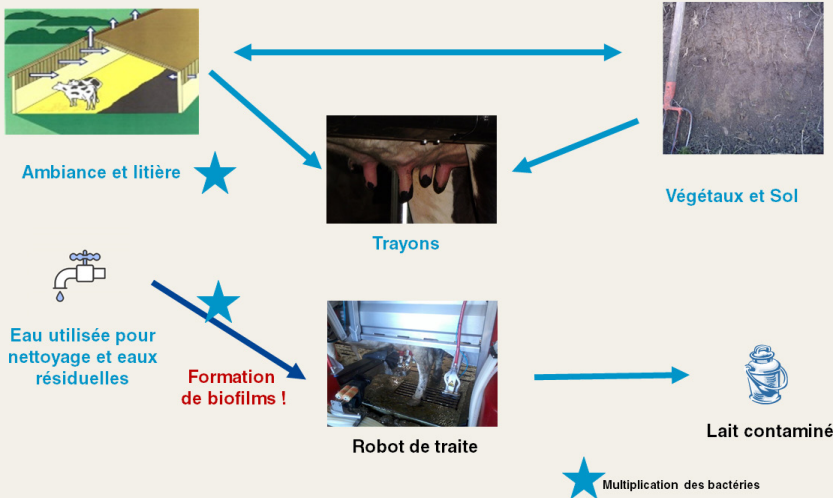 Ambiance et litière
Végétaux et Sol
Trayons
Eau utilisée pour
nettoyage et eaux
résiduelles
Formation
de biofilms !
Robot de traite
Lait contaminé
Multiplication des bactéries